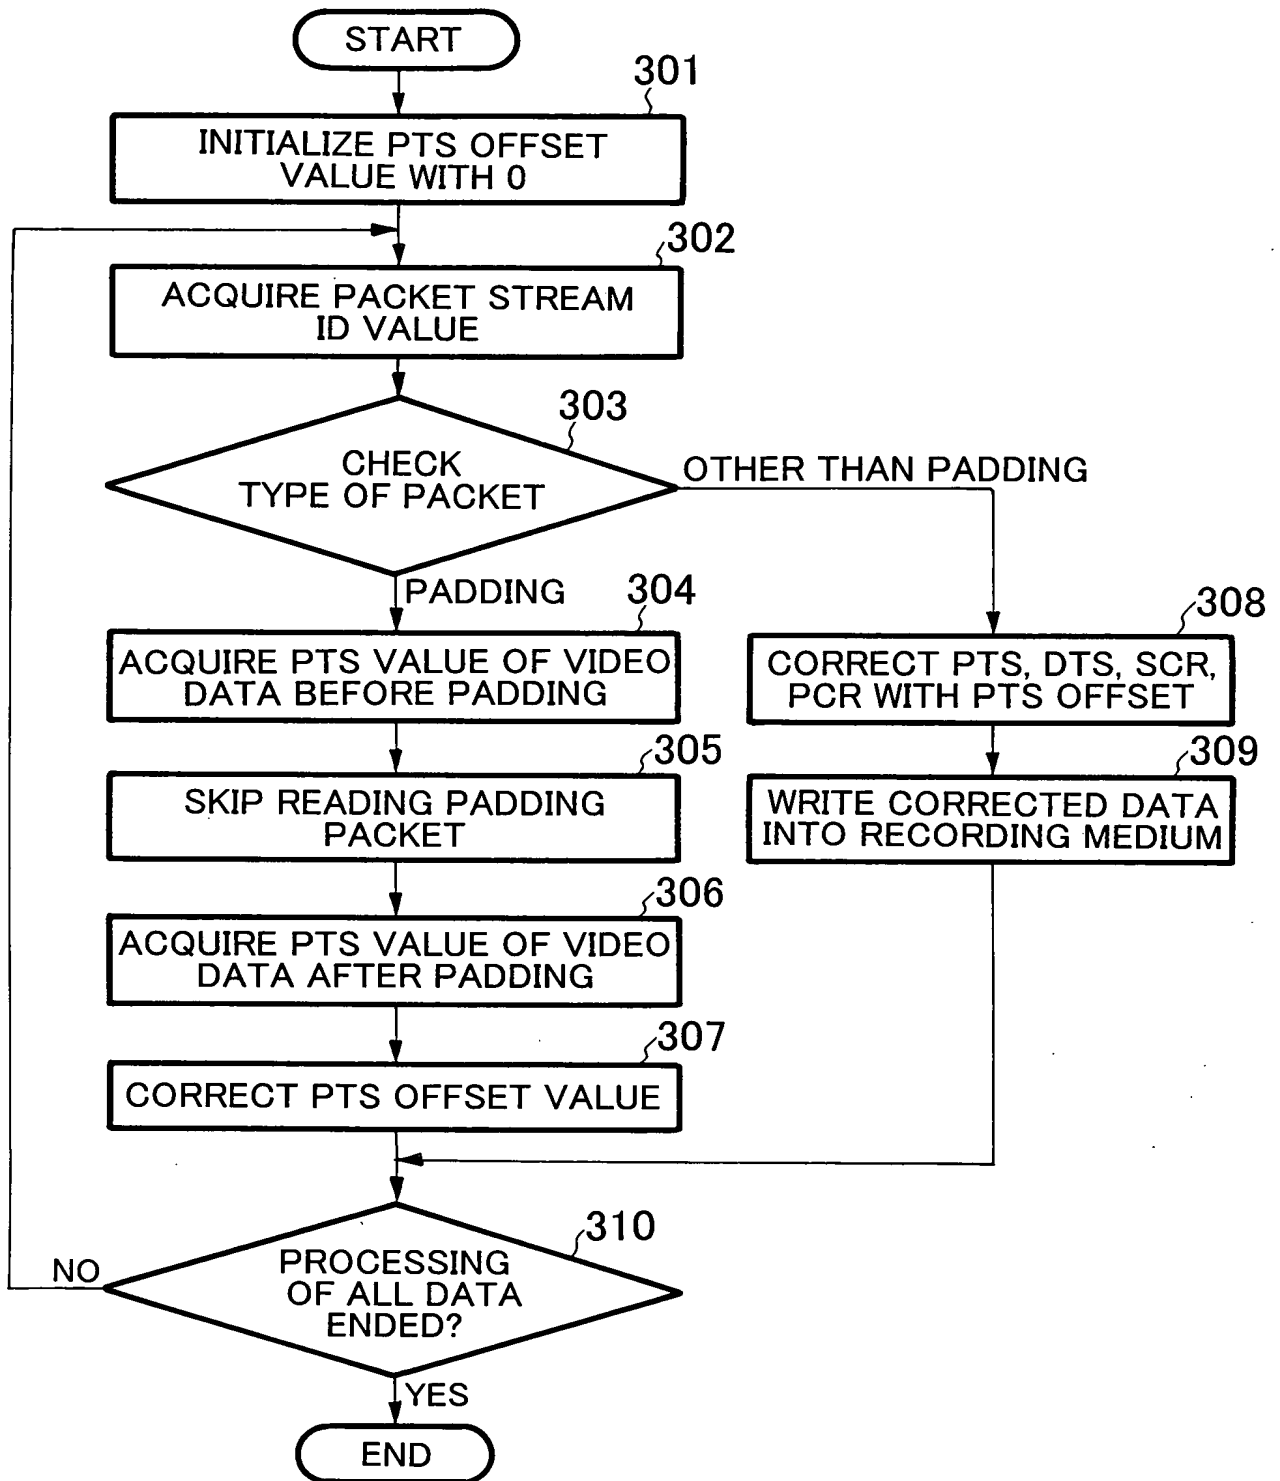 START
301
INITIALIZE PTS OFFSET
VALUE WITH 0
302
ACQUIRE PACKET STREAM
ID VALUE
303
CHECK
TYPE OF PACKET
OTHER THAN PADDING
PADDING
304
ACQUIRE PTS VALUE OF VIDEO
DATA BEFORE PADDING
305
SKIP READING PADDING
PACKET
306
ACQUIRE PTS VALUE OF VIDEO
DATA AFTER PADDING
307
CORRECT PTS OFFSET VALUE
308
CORRECT PTS, DTS, SCR,
PCR WITH PTS OFFSET
309
WRITE CORRECTED DATA
INTO RECORDING MEDIUM
310
PROCESSING
OF ALL DATA
ENDED?
NO
YES
END